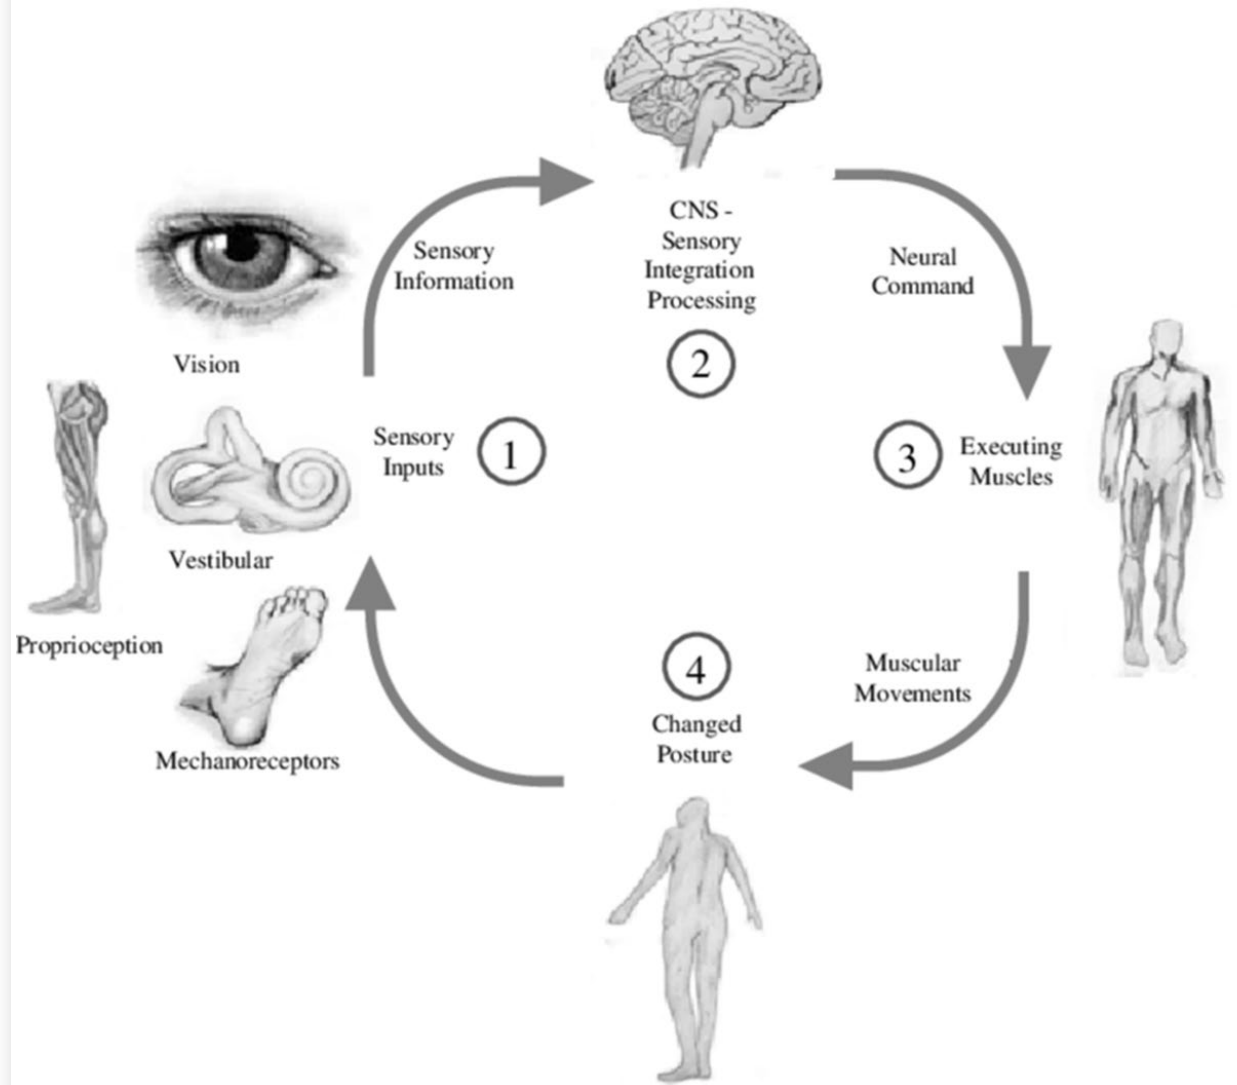 CNS -
Sensory
Integration
Processing
2
Sensory
Information
Neural
Command
Vision
Sensory
Inputs
1
3
Executing
Muscles
Vestibular
Proprioception
Mechanoreceptors
4
Changed
Posture
Muscular
Movements